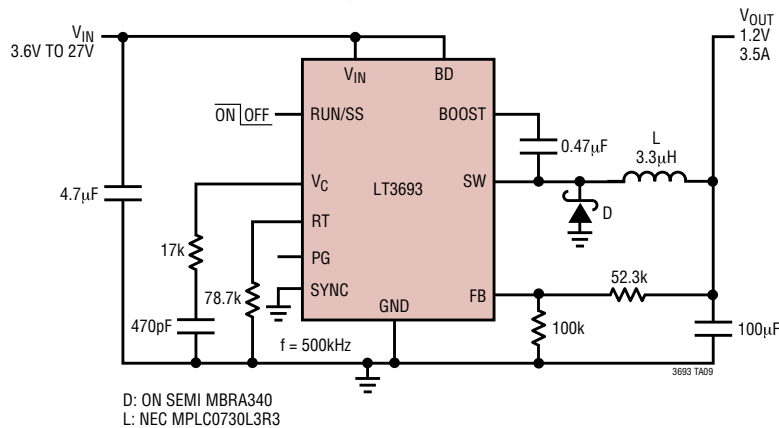 VIN
3.6V TO 27V
VOUT
1.2V
3.5A
VIN
BD
ON OFF
RUN/SS
BOOST
0.47µF
L
3.3µH
4.7µF
VC
LT3693
SW
D
RT
17k
PG
52.3k
78.7k
SYNC
FB
GND
470pF
f = 500kHz
100k
100µF
3693 TA09
D: ON SEMI MBRA340
L: NEC MPLC0730L3R3